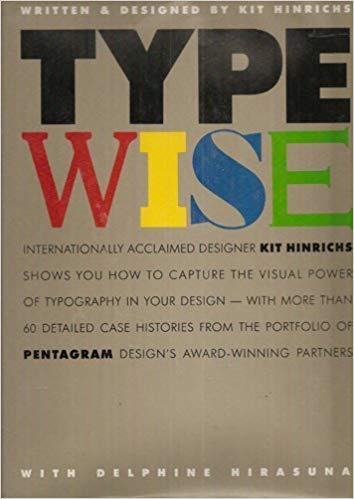 WRITTEN & DESIGNED BY KIT HINRICHS
TYPE
WISE
INTERNATIONALLY ACCLAIMED DESIGNER KIT HINRICHS
SHOWS YOU HOW TO CAPTURE THE VISUAL POWER
OF TYPOGRAPHY IN YOUR DESIGN — WITH MORE THAN
60 DETAILED CASE HISTORIES FROM THE PORTFOLIO OF
PENTAGRAM DESIGN'S AWARD-WINNING PARTNERS
WITH DELPHINE HIRASUNA